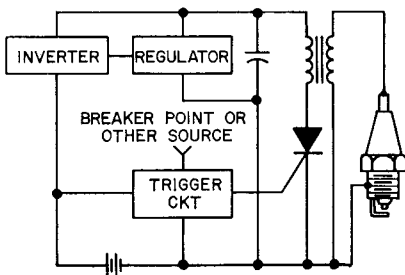 INVERTER
REGULATOR
BREAKER POINT OR
OTHER SOURCE
TRIGGER
CKT